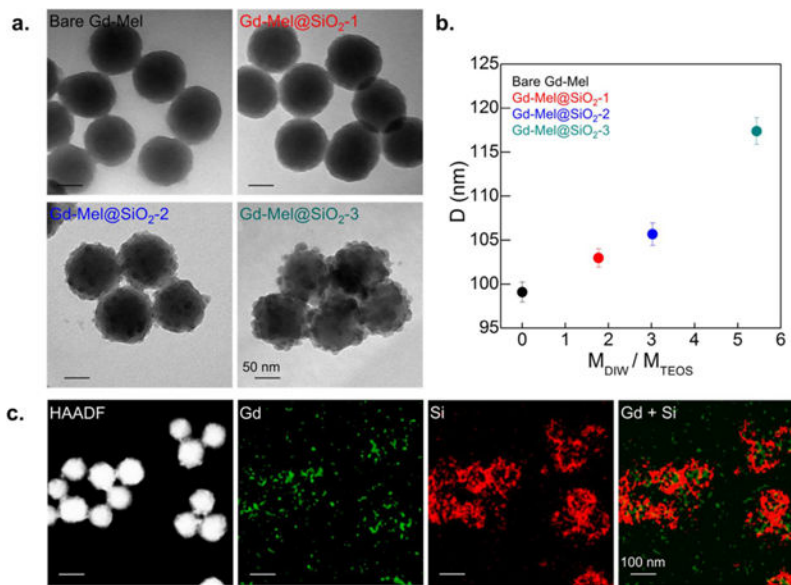 a.
Bare Gd-Mel
Gd-Mel@SiO₂-1
Gd-Mel@SiO₂-2
Gd-Mel@SiO₂-3
50 nm
b.
125
120
115
110
105
100
95
D (nm)
Bare Gd-Mel
Gd-Mel@SiO₂-1
Gd-Mel@SiO₂-2
Gd-Mel@SiO₂-3
0 1 2 3 4 5 6
M_DIW / M_TEOS
c.
HAADF
Gd
Si
Gd + Si
100 nm